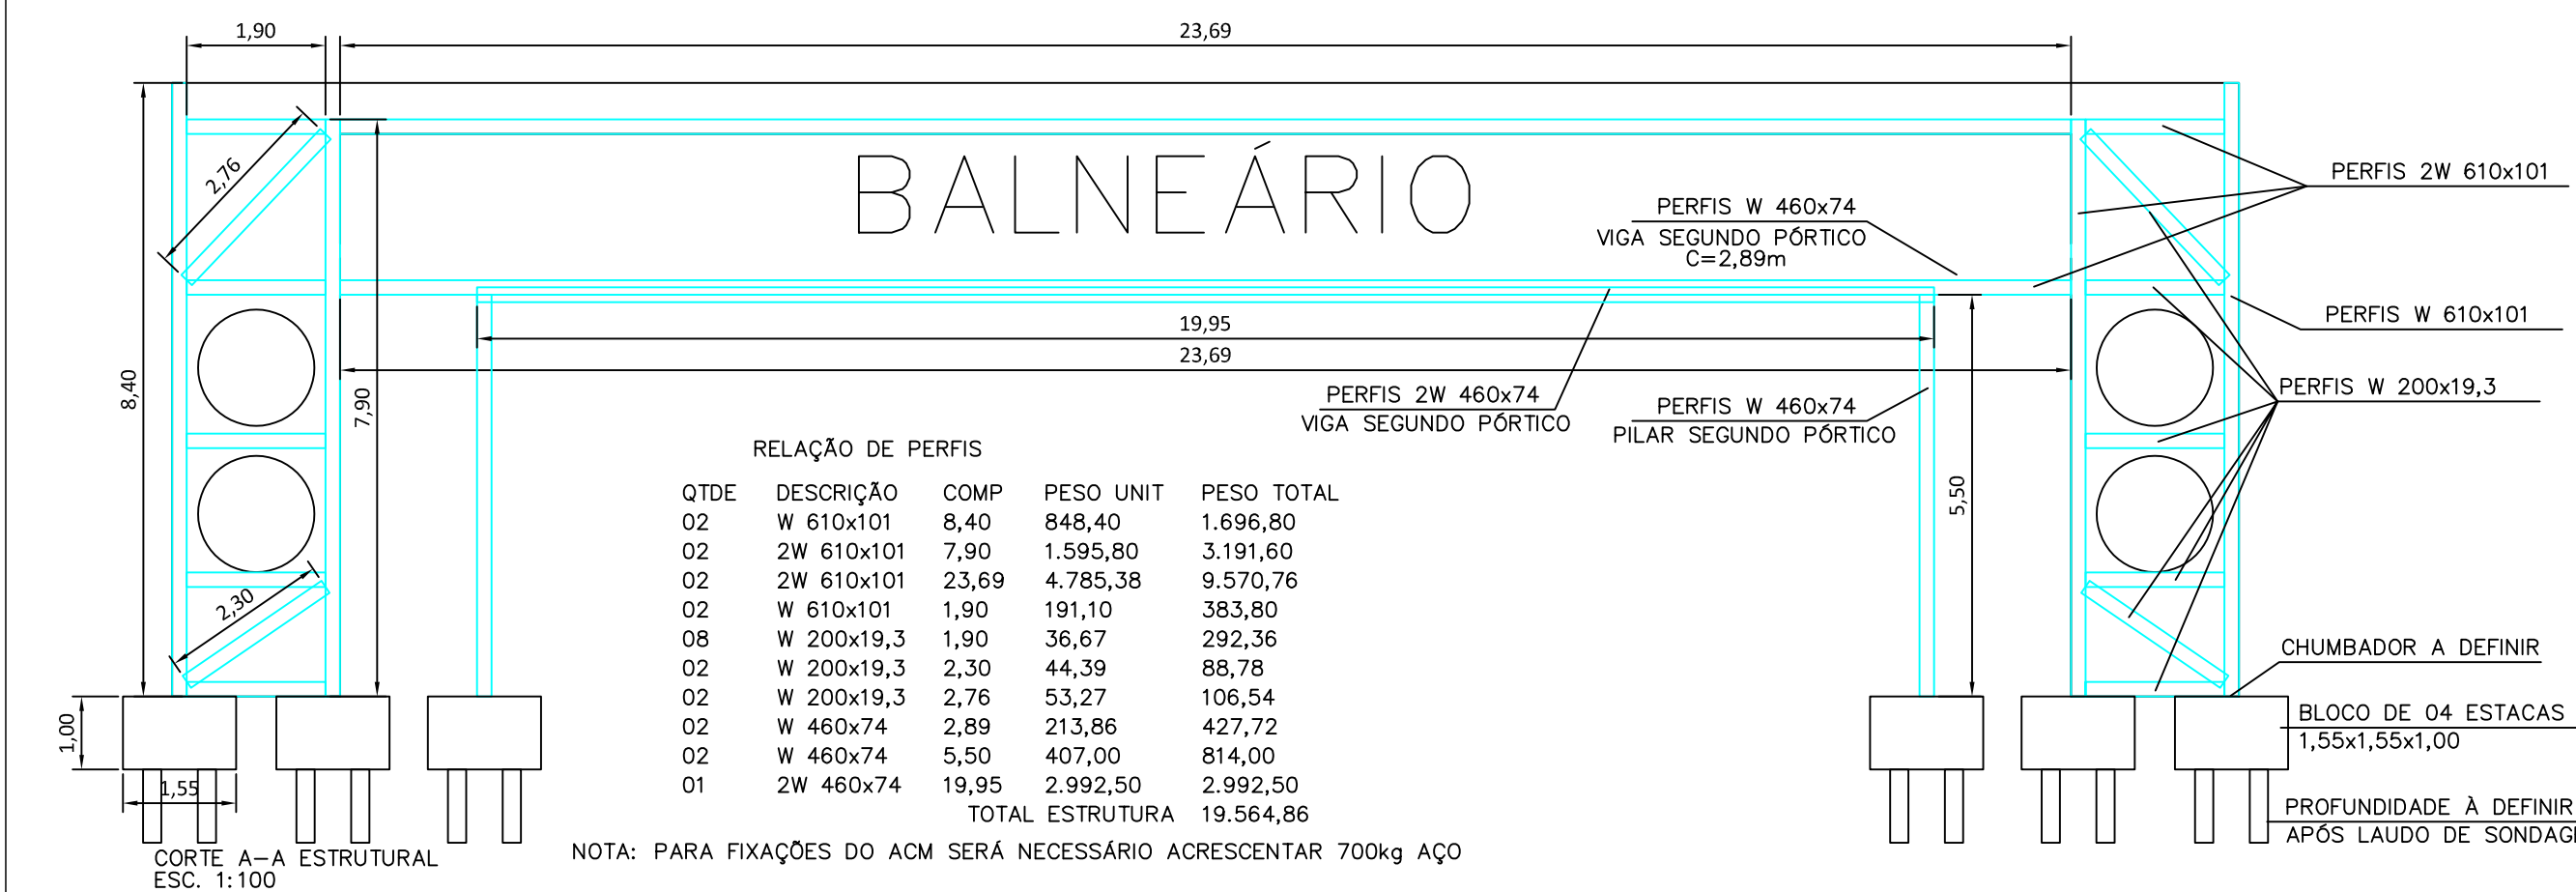 1,90
23,69
2,76
BALNEÁRIO
PERFIS 2W 610x101
PERFIS W 460x74
VIGA SEGUNDO PÓRTICO
C=2,89m
PERFIS W 610x101
19,95
23,69
8,40
7,90
PERFIS 2W 460x74
VIGA SEGUNDO PÓRTICO
PERFIS W 460x74
PILAR SEGUNDO PÓRTICO
PERFIS W 200x19,3
5,50
RELAÇÃO DE PERFIS
QTDE DESCRIÇÃO COMP PESO UNIT PESO TOTAL
02 W 610x101 8,40 848,40 1.696,80
02 2W 610x101 7,90 1.595,80 3.191,60
02 2W 610x101 23,69 4.785,38 9.570,76
02 W 610x101 1,90 191,10 383,80
08 W 200x19,3 1,90 36,67 292,36
02 W 200x19,3 2,30 44,39 88,78
02 W 200x19,3 2,76 53,27 106,54
02 W 460x74 2,89 213,86 427,72
02 W 460x74 5,50 407,00 814,00
01 2W 460x74 19,95 2.992,50 2.992,50
TOTAL ESTRUTURA 19.564,86
2,30
CHUMBADOR A DEFINIR
1,00
1,55
BLOCO DE 04 ESTACAS
1,55x1,55x1,00
PROFUNDIDADE À DEFINIR
APÓS LAUDO DE SONDAG
CORTE A-A ESTRUTURAL
ESC. 1:100
NOTA: PARA FIXAÇÕES DO ACM SERÁ NECESSÁRIO ACRESCENTAR 700kg AÇO